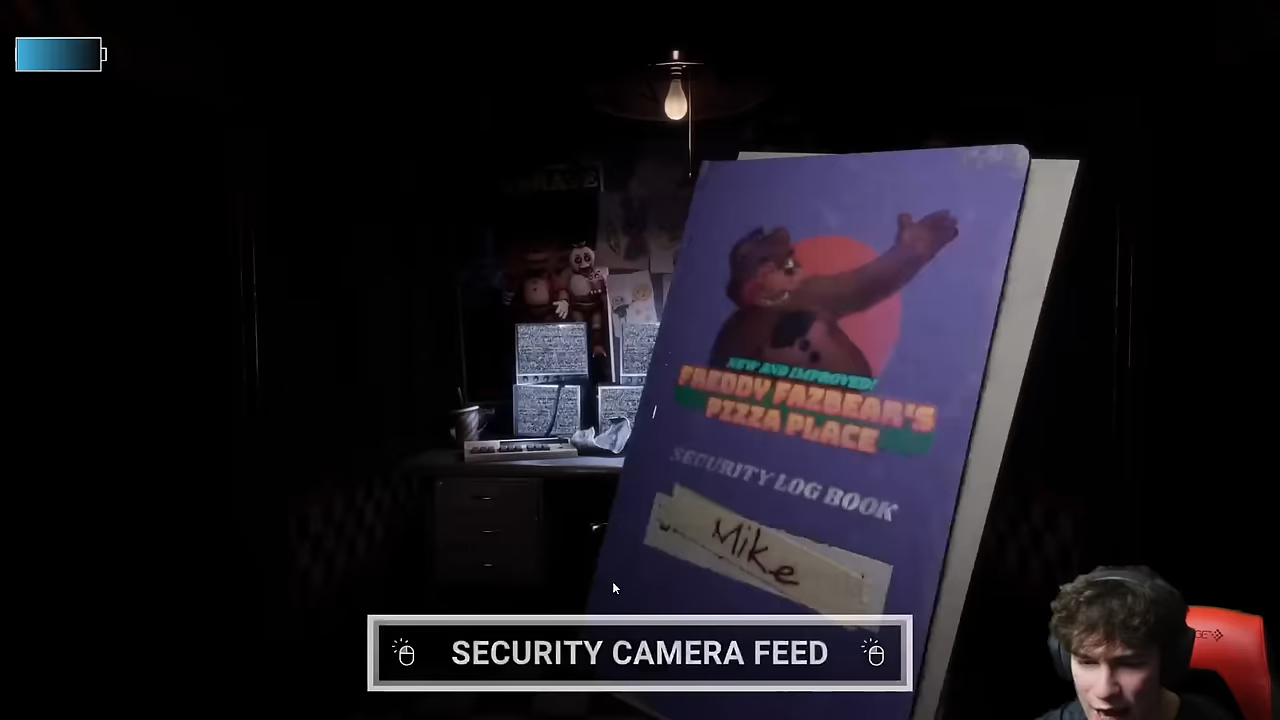 NEW AND IMPROVED!
FREDDY FAZBEAR'S
PIZZA PLACE
SECURITY LOG BOOK
Mike
SECURITY CAMERA FEED